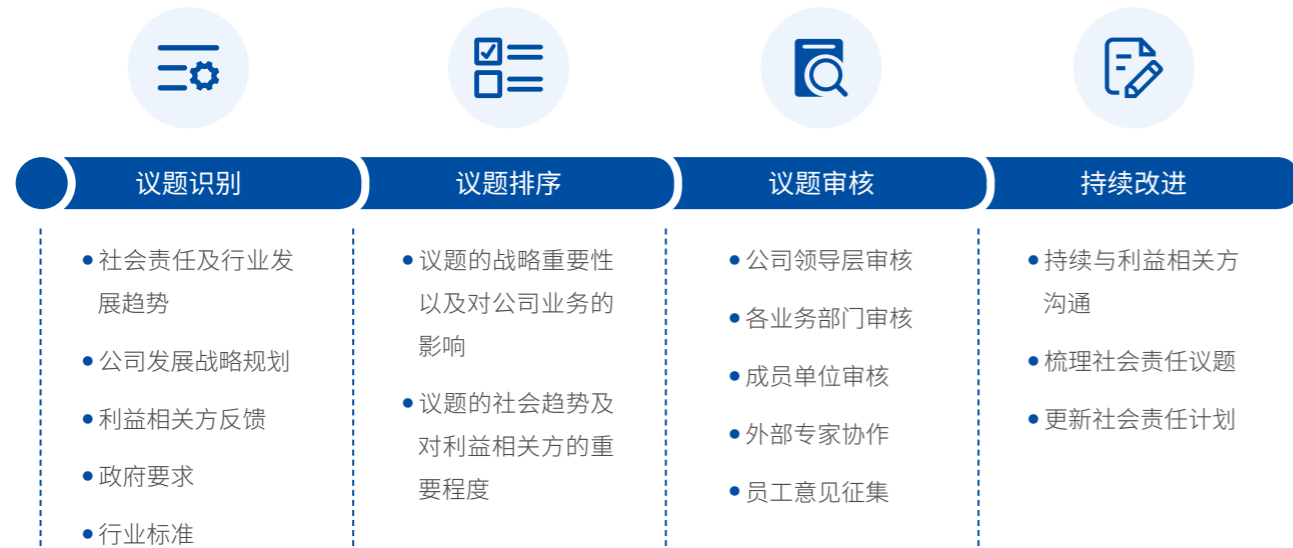 议题识别
议题排序
议题审核
持续改进
社会责任及行业发
展趋势
公司发展战略规划
利益相关方反馈
政府要求
行业标准
议题的战略重要性
以及对公司业务的
影响
议题的社会趋势及
对利益相关方的重
要程度
公司领导层审核
各业务部门审核
成员单位审核
外部专家协作
员工意见征集
持续与利益相关方
沟通
梳理社会责任议题
更新社会责任计划